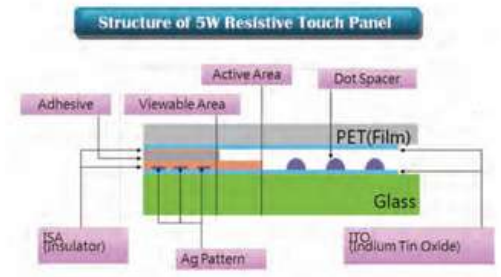 Structure of 5W Resistive Touch Panel
Active Area
Dot Spacer
Adhesive
Viewable Area
PET(Film)
Glass
ISA
(Insulator)
Ag Pattern
ITO
(Indium Tin Oxide)